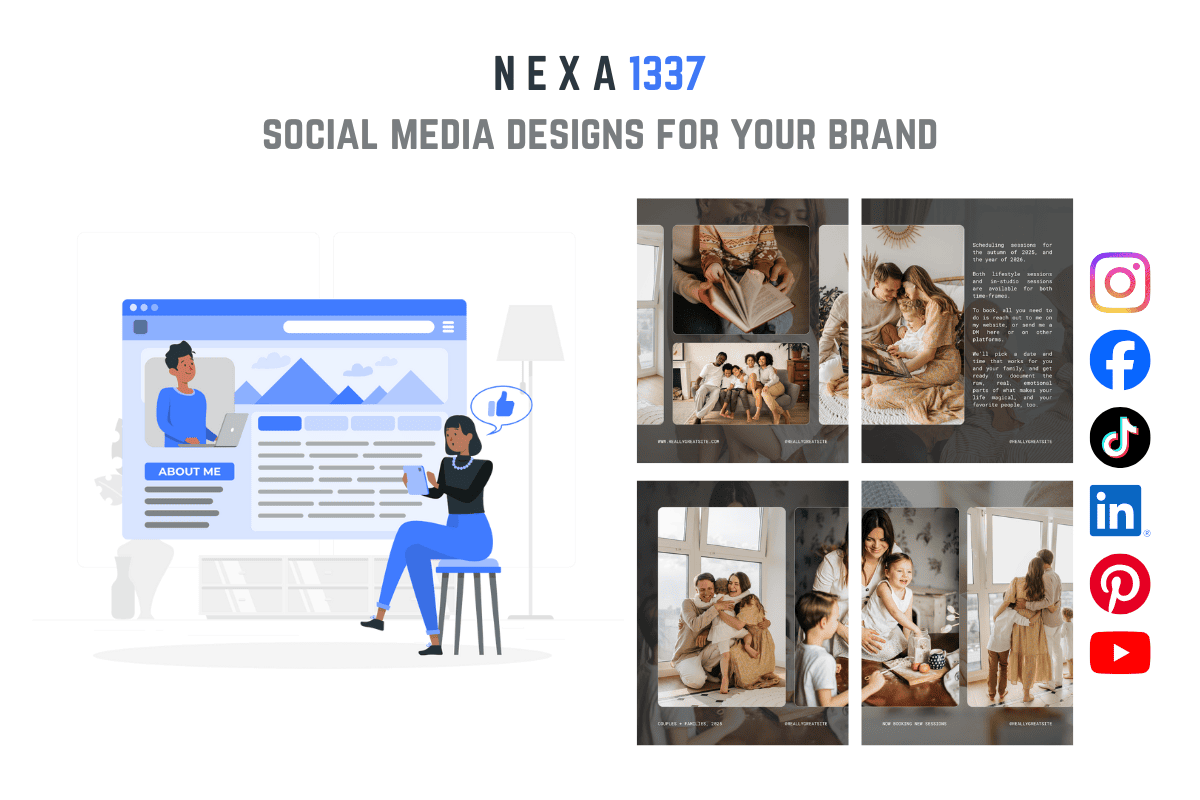 NEXA 1337
SOCIAL MEDIA DESIGNS FOR YOUR BRAND
ABOUT ME
WWW.REALLYGREATSITE.COM
@REALLYGREATSITE
Scheduling sessions for
the autumn of 2025, and
the year of 2026.
Both lifestyle sessions
and in-studio sessions
are available for both
time-frames.
To book, all you need to
do is reach out to me on
my website, or send me a
DM here or on other
platforms.
We'll pick a date and
time that works for you
and your family, and get
ready to document the
raw, real, emotional
parts of what makes your
life magical, and your
favorite people, too.
@REALLYGREATSITE
COUPLES + FAMILIES, 2025
@REALLYGREATSITE
NOW BOOKING NEW SESSIONS
@REALLYGREATSITE
in
®